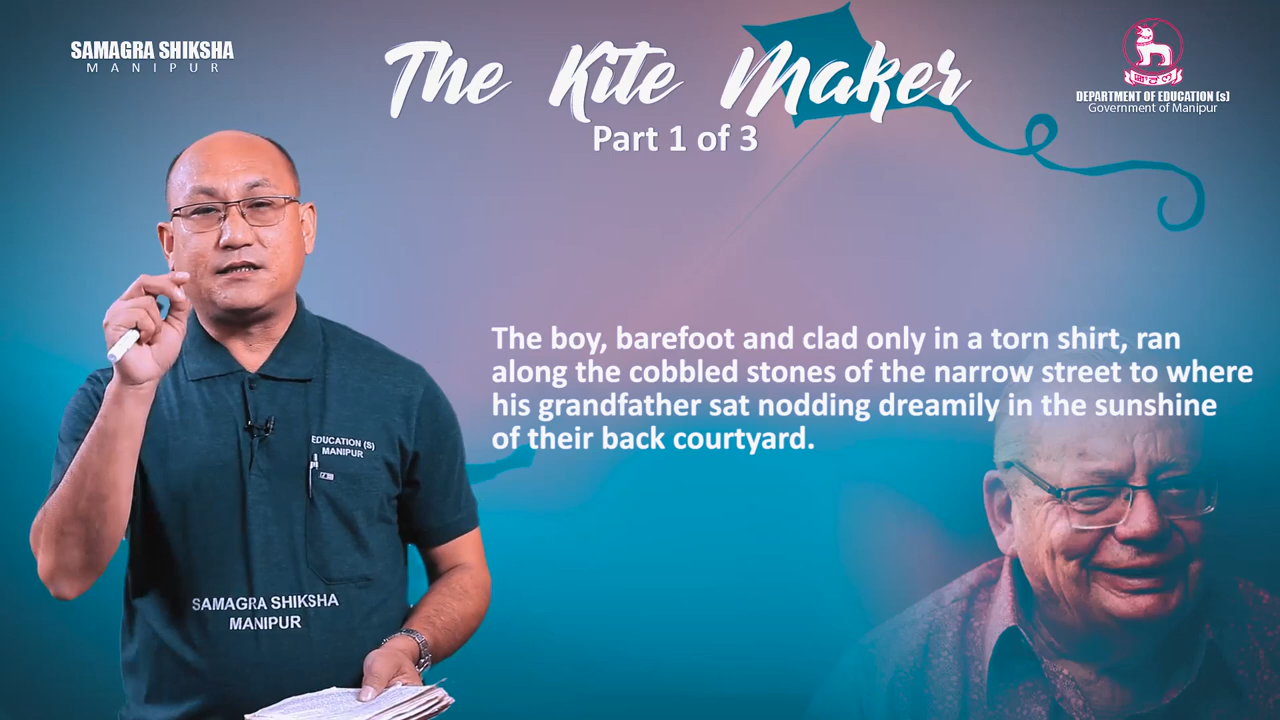 SAMAGRA SHIKSHA
MANIPUR
The Kite Maker
Part 1 of 3
DEPARTMENT OF EDUCATION (s)
Government of Manipur
The boy, barefoot and clad only in a torn shirt, ran
along the cobbled stones of the narrow street to where
his grandfather sat nodding dreamily in the sunshine
of their back courtyard.
EDUCATION (S)
MANIPUR
SAMAGRA SHIKSHA
MANIPUR